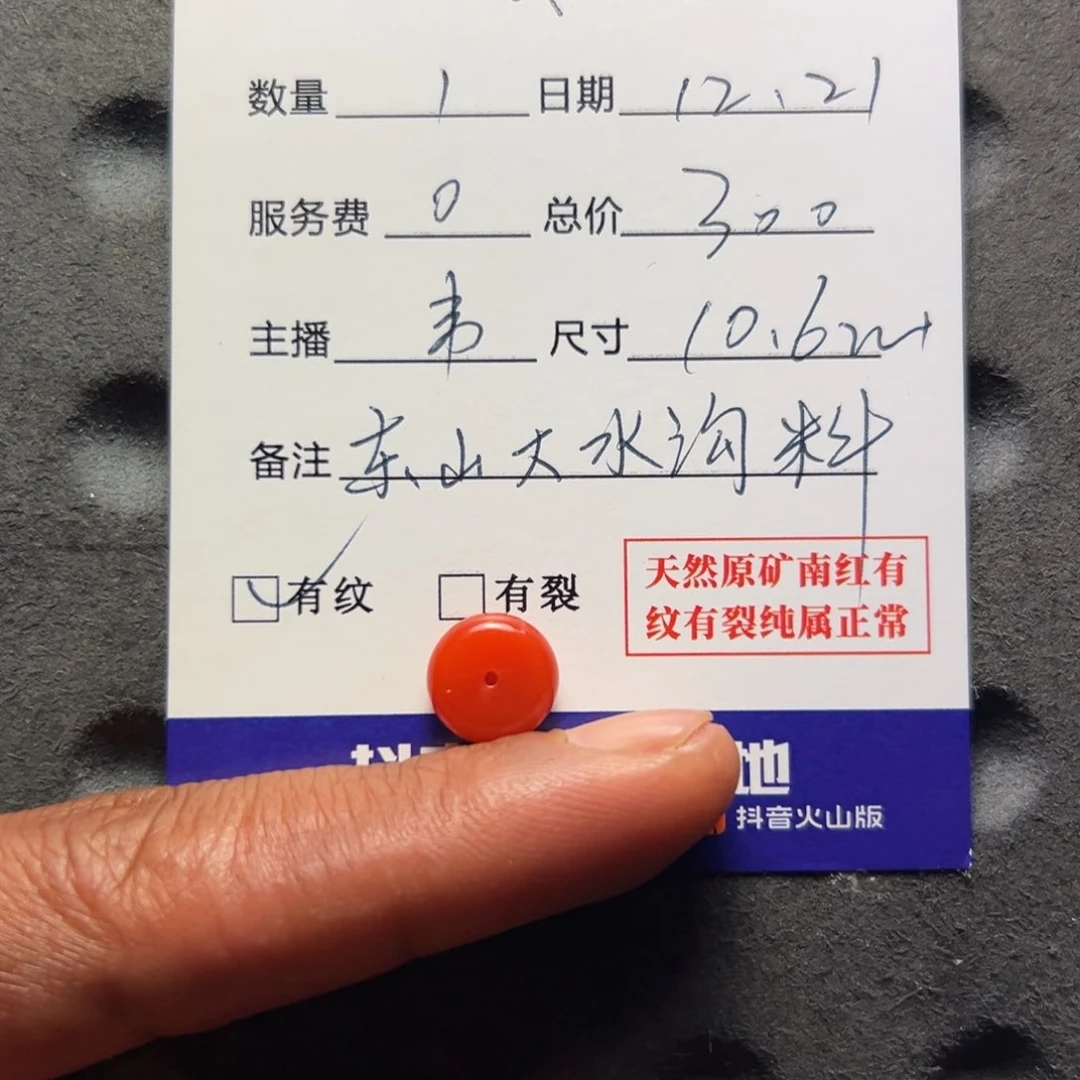 数量 1 日期 12.21
服务费 0 总价 300
主播 韦 尺寸 10.6
备注 东山大水沟料
有纹 有裂
天然原矿南红有
纹有裂纯属正常
地
抖音火山版